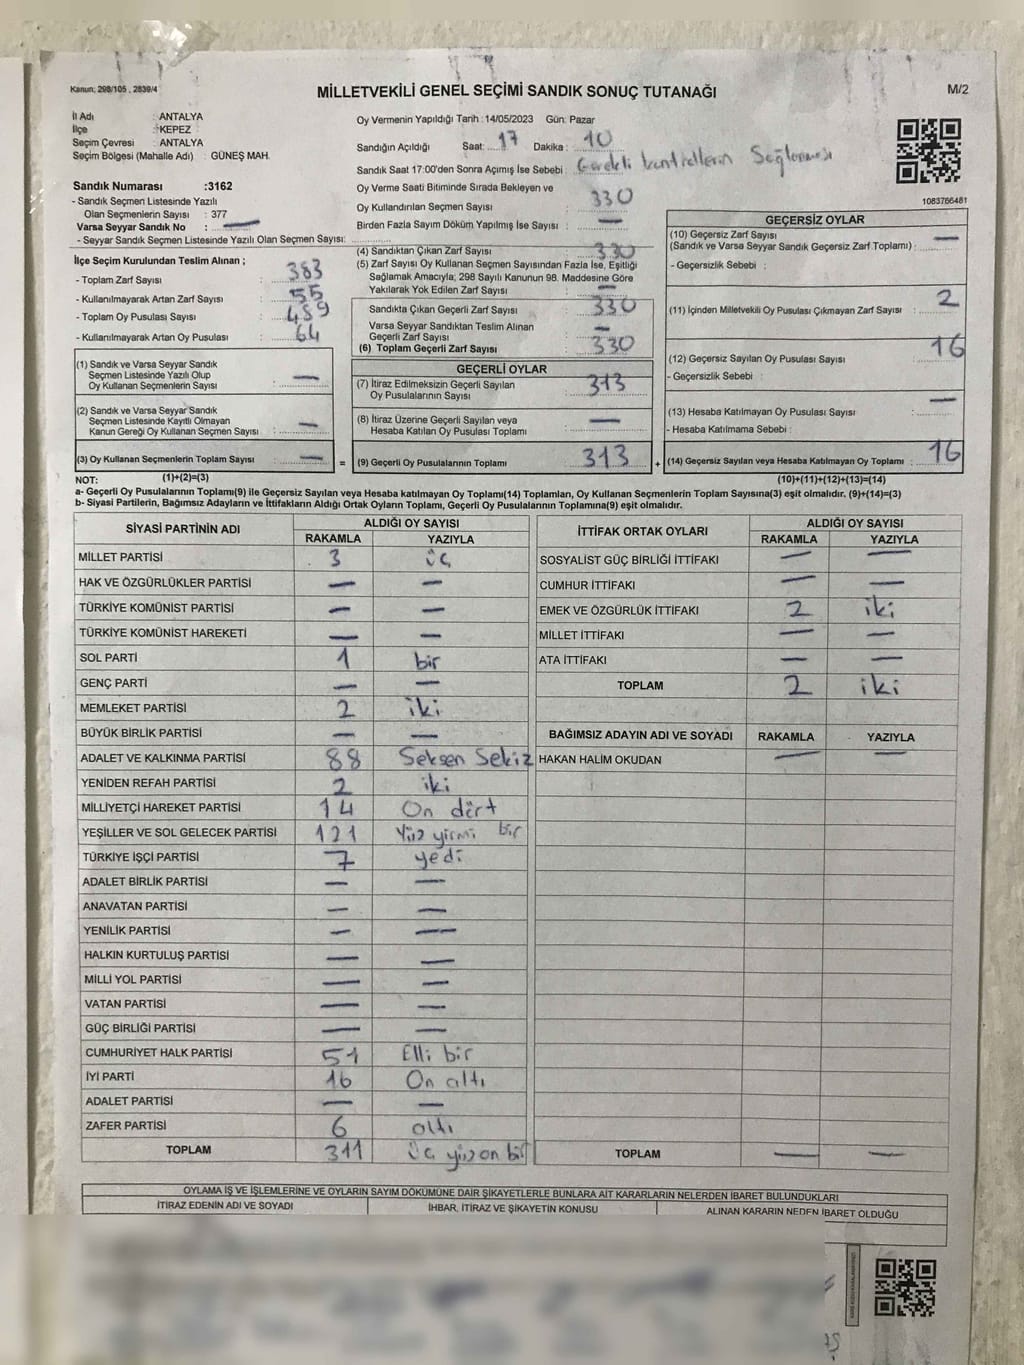 Kanun; 298/105 , 2839/4
MİLLETVEKİLİ GENEL SEÇİMİ SANDIK SONUÇ TUTANAĞI
M/2
İl Adı : ANTALYA
İlçe : KEPEZ
Seçim Çevresi : ANTALYA
Seçim Bölgesi (Mahalle Adı) : GÜNEŞ MAH.
Sandık Numarası :3162
- Sandık Seçmen Listesinde Yazılı
Olan Seçmenlerin Sayısı : 377
Varsa Seyyar Sandık No : —
- Seyyar Sandık Seçmen Listesinde Yazılı Olan Seçmen Sayısı:
İlçe Seçim Kurulundan Teslim Alınan ;
- Toplam Zarf Sayısı : 383
- Kullanılmayarak Artan Zarf Sayısı : 55
- Toplam Oy Pusulası Sayısı : 489
- Kullanılmayarak Artan Oy Pusulası : 64
(1) Sandık ve Varsa Seyyar Sandık
Seçmen Listesinde Yazılı Olup
Oy Kullanan Seçmenlerin Sayısı : —
(2) Sandık ve Varsa Seyyar Sandık
Seçmen Listesinde Kayıtlı Olmayan
Kanun Gereği Oy Kullanan Seçmen Sayısı : —
(3) Oy Kullanan Seçmenlerin Toplam Sayısı : —
Oy Vermenin Yapıldığı Tarih :14/05/2023 Gün: Pazar
Sandığın Açıldığı Saat: 17 Dakika : 10
Sandık Saat 17:00'den Sonra Açımış İse Sebebi : Gerekli kontrollerin Sağlanması
Oy Verme Saati Bitiminde Sırada Bekleyen ve
Oy Kullandırılan Seçmen Sayısı : 330
Birden Fazla Sayım Döküm Yapılmış İse Sayısı : —
(4) Sandıktan Çıkan Zarf Sayısı : 330
(5) Zarf Sayısı Oy Kullanan Seçmen Sayısından Fazla İse, Eşitliği
Sağlamak Amacıyla; 298 Sayılı Kanunun 98. Maddesine Göre
Yakılarak Yok Edilen Zarf Sayısı : —
Sandıkta Çıkan Geçerli Zarf Sayısı : 330
Varsa Seyyar Sandıktan Teslim Alınan
Geçerli Zarf Sayısı : —
(6) Toplam Geçerli Zarf Sayısı : 330
GEÇERLİ OYLAR
(7) İtiraz Edilmeksizin Geçerli Sayılan
Oy Pusulalarının Sayısı : 313
(8) İtiraz Üzerine Geçerli Sayılan veya
Hesaba Katılan Oy Pusulası Toplamı : —
= (9) Geçerli Oy Pusulalarının Toplamı : 313
1083766481
GEÇERSİZ OYLAR
(10) Geçersiz Zarf Sayısı
(Sandık ve Varsa Seyyar Sandık Geçersiz Zarf Toplamı) : —
- Geçersizlik Sebebi :
(11) İçinden Milletvekili Oy Pusulası Çıkmayan Zarf Sayısı : 2
(12) Geçersiz Sayılan Oy Pusulası Sayısı : 16
- Geçersizlik Sebebi :
(13) Hesaba Katılmayan Oy Pusulası Sayısı : —
- Hesaba Katılmama Sebebi :
+ (14) Geçersiz Sayılan veya Hesaba Katılmayan Oy Toplamı : 16
NOT: (1)+(2)=(3) (10)+(11)+(12)+(13)=(14)
a- Geçerli Oy Pusulalarının Toplamı(9) ile Geçersiz Sayılan veya Hesaba katılmayan Oy Toplamı(14) Toplamları, Oy Kullanan Seçmenlerin Toplam Sayısına(3) eşit olmalıdır. (9)+(14)=(3)
b- Siyasi Partilerin, Bağımsız Adayların ve İttifakların Aldığı Ortak Oyların Toplamı, Geçerli Oy Pusulalarının Toplamına(9) eşit olmalıdır.
SİYASİ PARTİNİN ADI ALDIĞI OY SAYISI
RAKAMLA YAZIYLA
MİLLET PARTİSİ 3 üç
HAK VE ÖZGÜRLÜKLER PARTİSİ — —
TÜRKİYE KOMÜNİST PARTİSİ — —
TÜRKİYE KOMÜNİST HAREKETİ — —
SOL PARTİ 1 bir
GENÇ PARTİ — —
MEMLEKET PARTİSİ 2 iki
BÜYÜK BİRLİK PARTİSİ — —
ADALET VE KALKINMA PARTİSİ 88 Seksen Sekiz
YENİDEN REFAH PARTİSİ 2 iki
MİLLİYETÇİ HAREKET PARTİSİ 14 On dört
YEŞİLLER VE SOL GELECEK PARTİSİ 121 Yüz yirmi bir
TÜRKİYE İŞÇİ PARTİSİ 7 yedi
ADALET BİRLİK PARTİSİ — —
ANAVATAN PARTİSİ — —
YENİLİK PARTİSİ — —
HALKIN KURTULUŞ PARTİSİ — —
MİLLİ YOL PARTİSİ — —
VATAN PARTİSİ — —
GÜÇ BİRLİĞİ PARTİSİ — —
CUMHURİYET HALK PARTİSİ 51 Elli bir
İYİ PARTİ 16 On altı
ADALET PARTİSİ — —
ZAFER PARTİSİ 6 altı
TOPLAM 311 üç yüz on bir
İTTİFAK ORTAK OYLARI ALDIĞI OY SAYISI
RAKAMLA YAZIYLA
SOSYALİST GÜÇ BİRLİĞİ İTTİFAKI — —
CUMHUR İTTİFAKI — —
EMEK VE ÖZGÜRLÜK İTTİFAKI 2 iki
MİLLET İTTİFAKI — —
ATA İTTİFAKI — —
TOPLAM 2 iki
BAĞIMSIZ ADAYIN ADI VE SOYADI RAKAMLA YAZIYLA
HAKAN HALİM OKUDAN — —
TOPLAM — —
OYLAMA İŞ VE İŞLEMLERİNE VE OYLARIN SAYIM DÖKÜMÜNE DAİR ŞİKAYETLERLE BUNLARA AİT KARARLARIN NELERDEN İBARET BULUNDUKLARI
İTİRAZ EDENİN ADI VE SOYADI İHBAR, İTİRAZ VE ŞİKAYETİN KONUSU ALINAN KARARIN NEDEN İBARET OLDUĞU